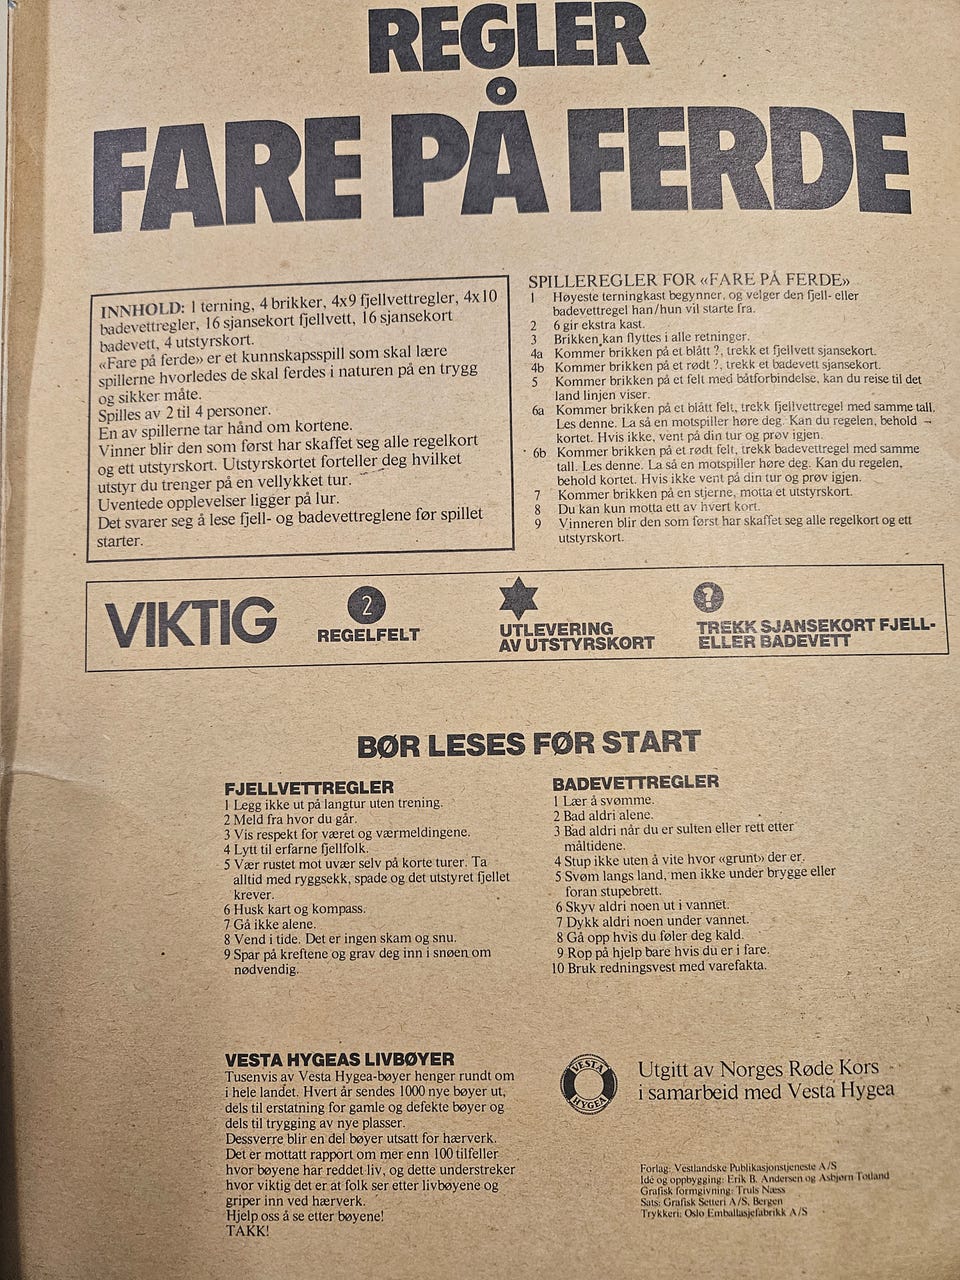 REGLER
FARE PÅ FERDE
INNHOLD: 1 terning, 4 brikker, 4x9 fjellvettregler, 4x10
badevettregler, 16 sjansekort fjellvett, 16 sjansekort
badevett, 4 utstyrskort.
«Fare på ferde» er et kunnskapsspill som skal lære
spillerne hvorledes de skal ferdes i naturen på en trygg
og sikker måte.
Spilles av 2 til 4 personer.
En av spillerne tar hånd om kortene.
Vinner blir den som først har skaffet seg alle regelkort
og ett utstyrskort. Utstyrskortet forteller deg hvilket
utstyr du trenger på en vellykket tur.
Uventede opplevelser ligger på lur.
Det svarer seg å lese fjell- og badevettreglene før spillet
starter.
SPILLEREGLER FOR «FARE PÅ FERDE»
1 Høyeste terningkast begynner, og velger den fjell- eller
badevettregel han/hun vil starte fra.
2 6 gir ekstra kast.
3 Brikken kan flyttes i alle retninger.
4a Kommer brikken på et blått ?, trekk et fjellvett sjansekort.
4b Kommer brikken på et rødt ?, trekk et badevett sjansekort.
5 Kommer brikken på et felt med båtforbindelse, kan du reise til det
land linjen viser.
6a Kommer brikken på et blått felt, trekk fjellvettregel med samme tall.
Les denne. La så en motspiller høre deg. Kan du regelen, behold
kortet. Hvis ikke, vent på din tur og prøv igjen.
6b Kommer brikken på et rødt felt, trekk badevettregel med samme
tall. Les denne. La så en motspiller høre deg. Kan du regelen,
behold kortet. Hvis ikke vent på din tur og prøv igjen.
7 Kommer brikken på en stjerne, motta et utstyrskort.
8 Du kan kun motta ett av hvert kort.
9 Vinneren blir den som først har skaffet seg alle regelkort og ett
utstyrskort.
VIKTIG
2
REGELFELT
UTLEVERING
AV UTSTYRSKORT
?
TREKK SJANSEKORT FJELL-
ELLER BADEVETT
BØR LESES FØR START
FJELLVETTREGLER
1 Legg ikke ut på langtur uten trening.
2 Meld fra hvor du går.
3 Vis respekt for været og værmeldingene.
4 Lytt til erfarne fjellfolk.
5 Vær rustet mot uvær selv på korte turer. Ta
alltid med ryggsekk, spade og det utstyret fjellet
krever.
6 Husk kart og kompass.
7 Gå ikke alene.
8 Vend i tide. Det er ingen skam og snu.
9 Spar på kreftene og grav deg inn i snøen om
nødvendig.
BADEVETTREGLER
1 Lær å svømme.
2 Bad aldri alene.
3 Bad aldri når du er sulten eller rett etter
måltidene.
4 Stup ikke uten å vite hvor «grunt» der er.
5 Svøm langs land, men ikke under brygge eller
foran stupebrett.
6 Skyv aldri noen ut i vannet.
7 Dykk aldri noen under vannet.
8 Gå opp hvis du føler deg kald.
9 Rop på hjelp bare hvis du er i fare.
10 Bruk redningsvest med varefakta.
VESTA HYGEAS LIVBØYER
Tusenvis av Vesta Hygea-bøyer henger rundt om
i hele landet. Hvert år sendes 1000 nye bøyer ut,
dels til erstatning for gamle og defekte bøyer og
dels til trygging av nye plasser.
Dessverre blir en del bøyer utsatt for hærverk.
Det er mottatt rapport om mer enn 100 tilfeller
hvor bøyene har reddet liv, og dette understreker
hvor viktig det er at folk ser etter livbøyene og
griper inn ved hærverk.
Hjelp oss å se etter bøyene!
TAKK!
VESTA
HYGEA
Utgitt av Norges Røde Kors
i samarbeid med Vesta Hygea
Forlag: Vestlandske Publikasjonstjeneste A/S
Idé og oppbygging: Erik B. Andersen og Asbjørn Totland
Grafisk formgivning: Truls Næss
Sats: Grafisk Setteri A/S, Bergen
Trykkeri: Oslo Emballasjefabrikk A/S